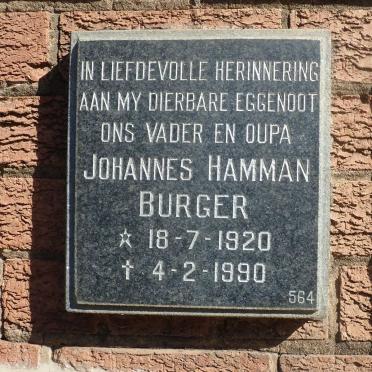 IN LIEFDEVOLLE HERINNERING
AAN MY DIERBARE EGGENOOT
ONS VADER EN OUPA
JOHANNES HAMMAN
BURGER
☆ 18-7-1920
✝ 4-2-1990
564